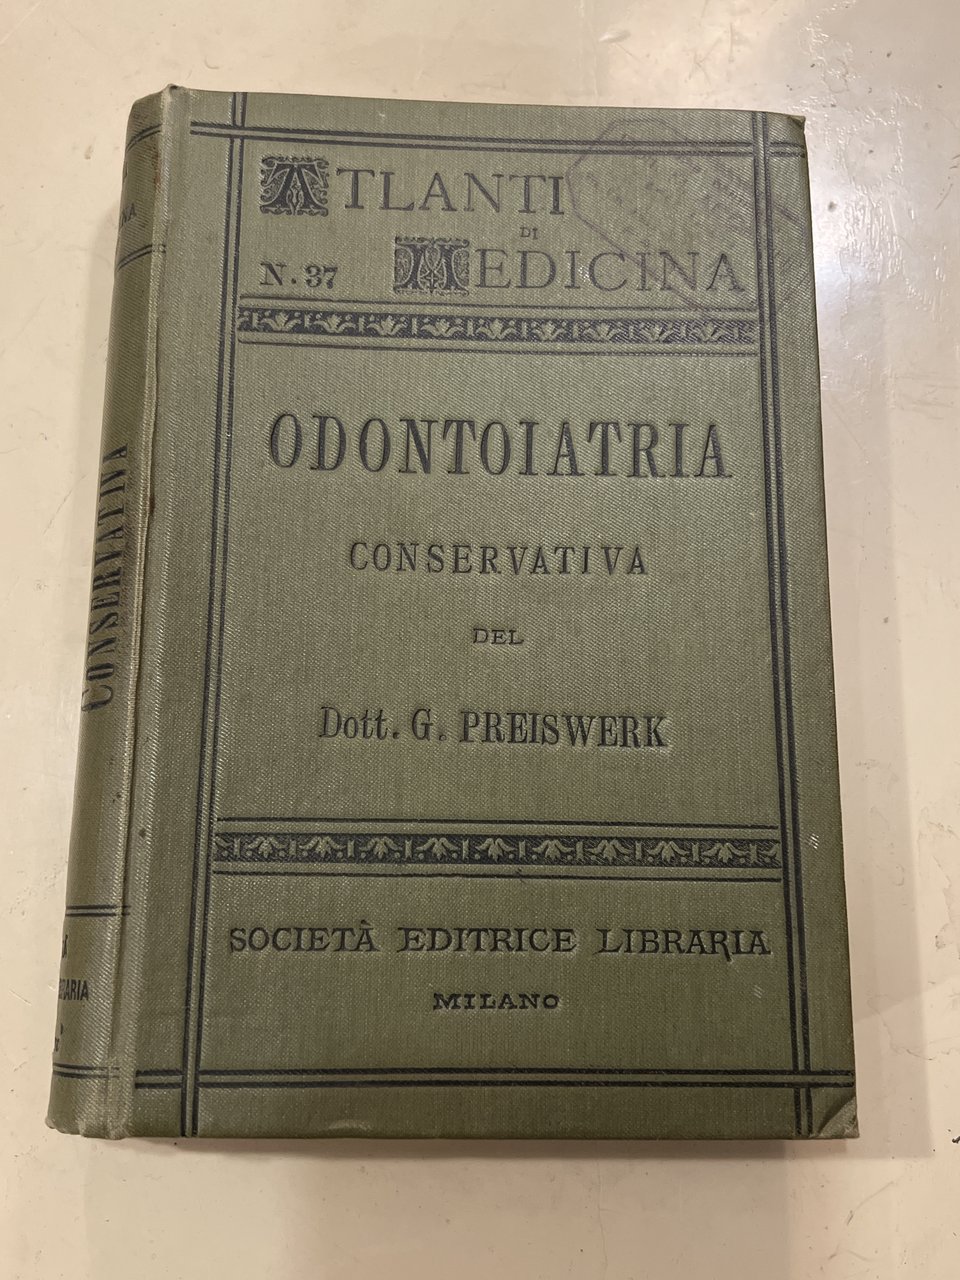 ATLANTI
DI
N. 37 MEDICINA
ODONTOIATRIA
CONSERVATIVA
DEL
Dott. G. PREISWERK
SOCIETÀ EDITRICE LIBRARIA
MILANO
CONSERVATIVA